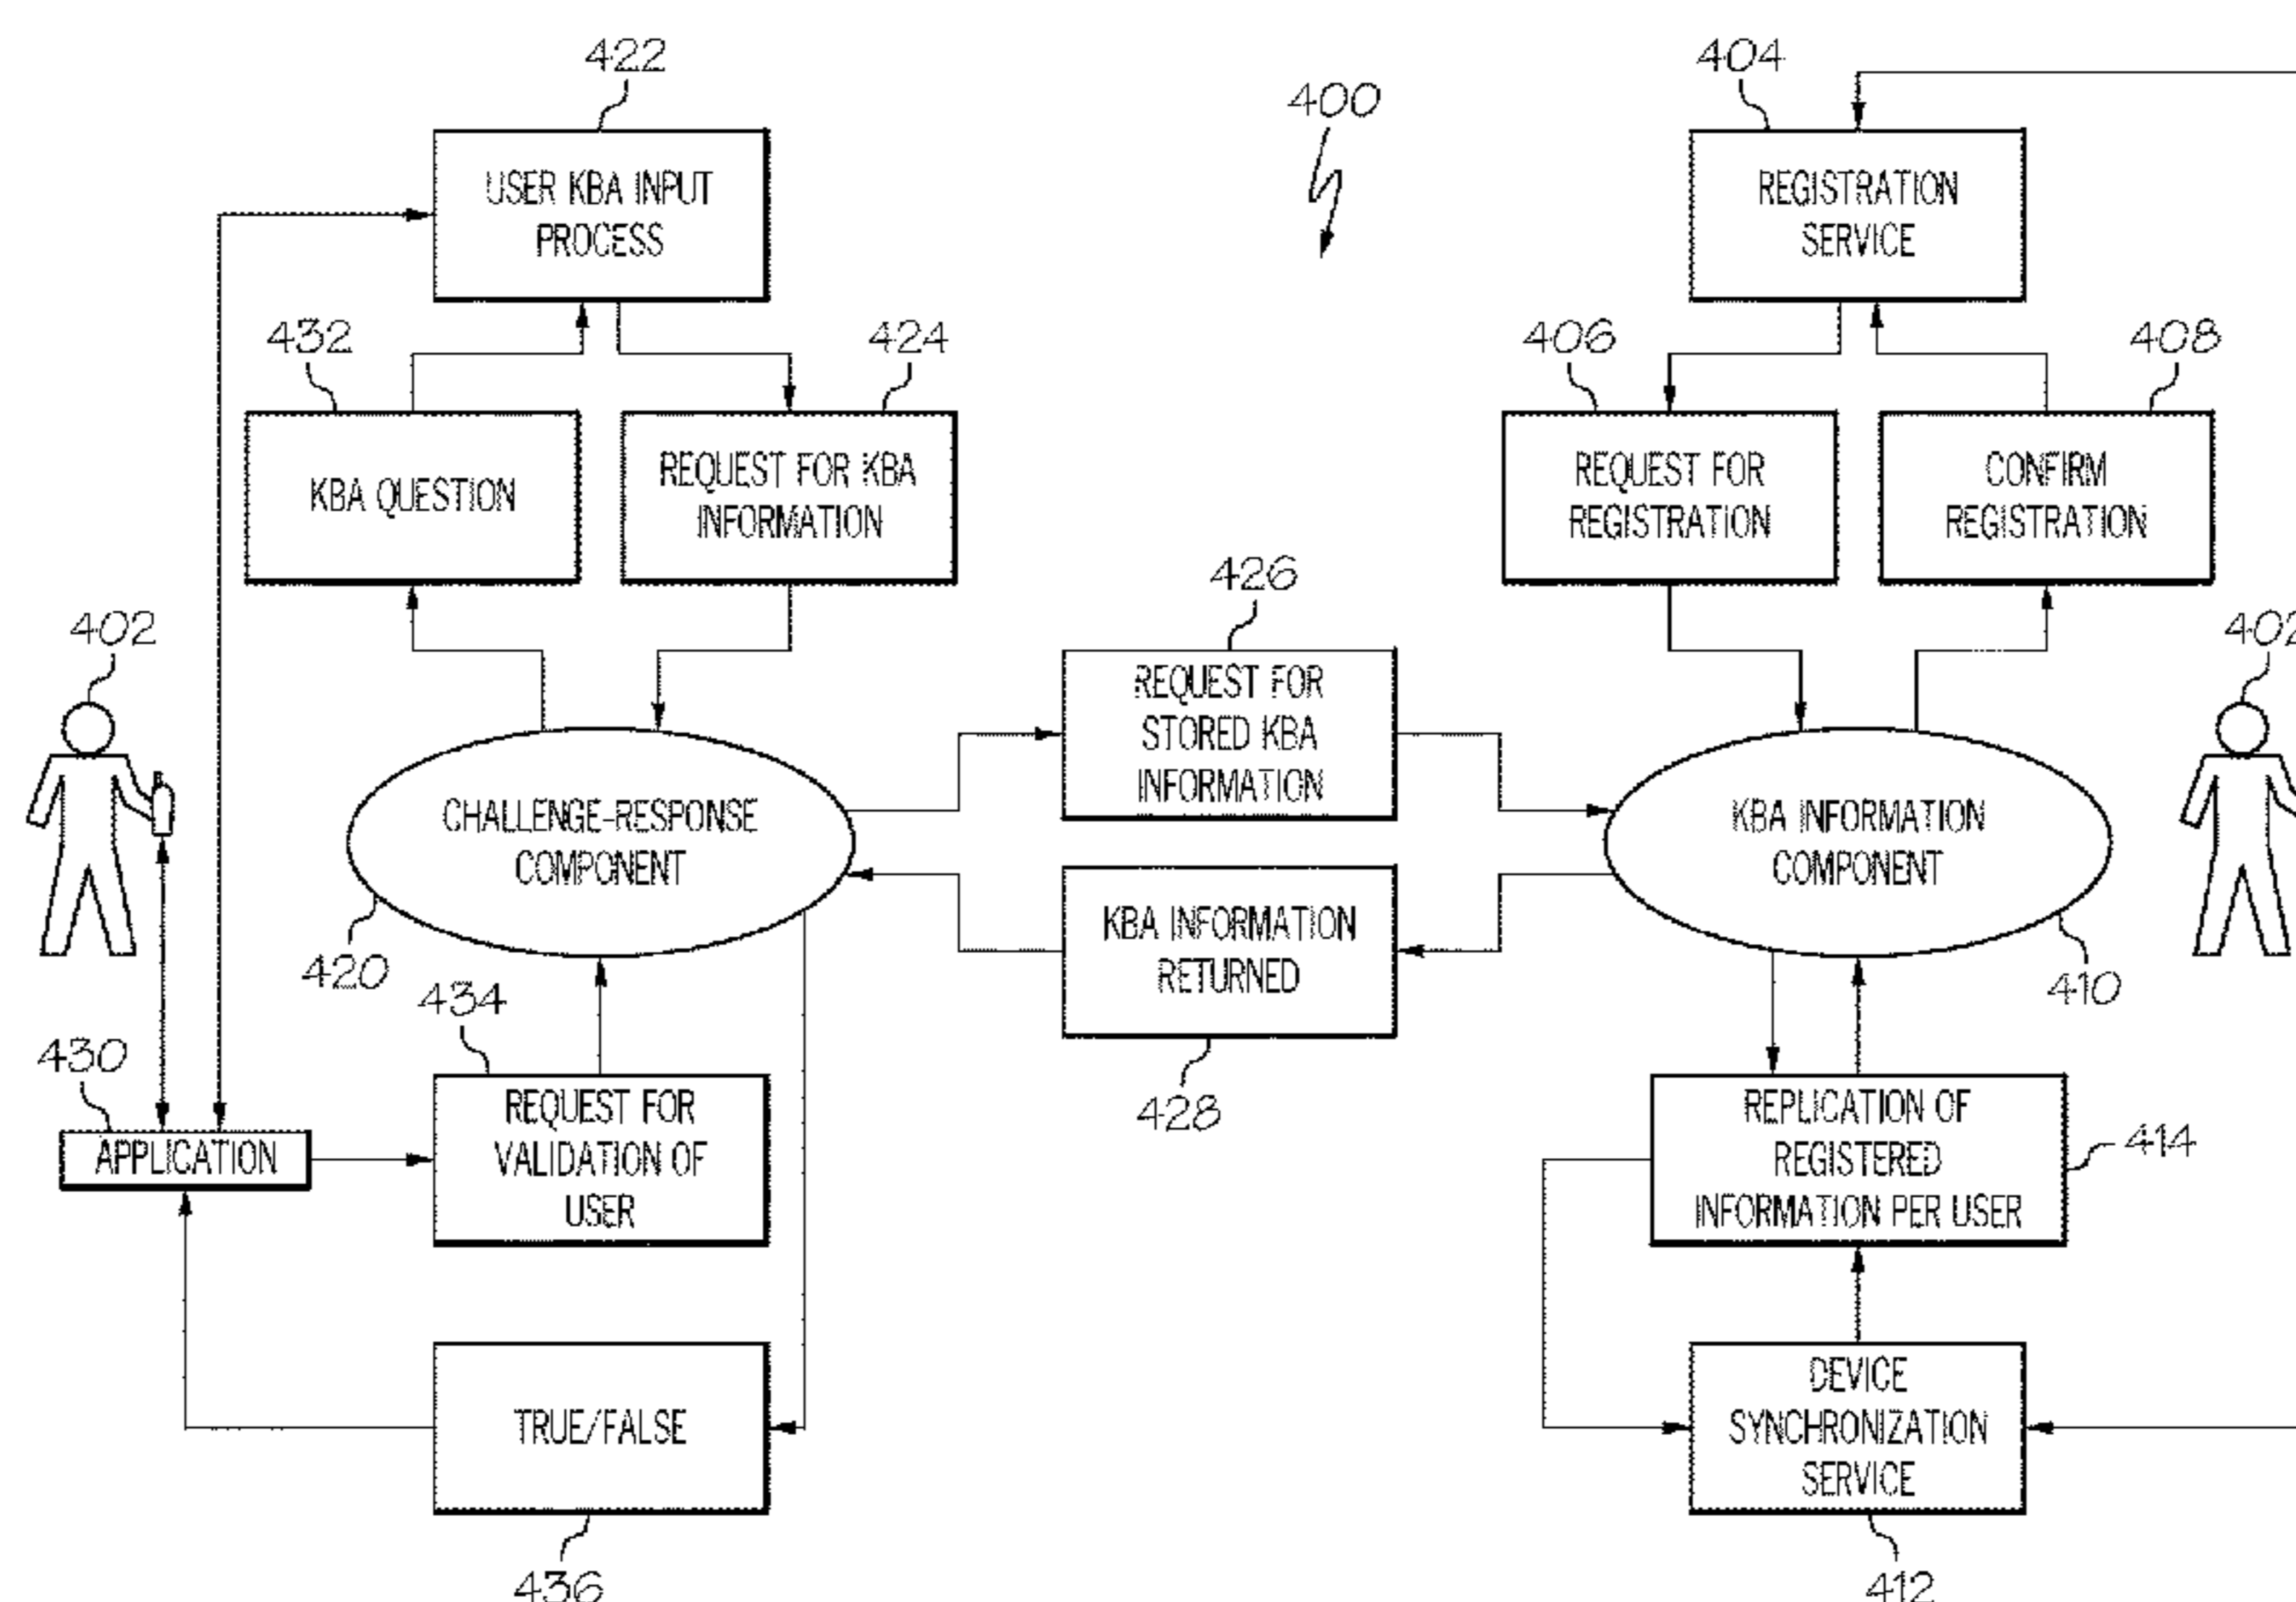 422
400
404
USER KBA INPUT
PROCESS
REGISTRATION
SERVICE
432
424
406
408
KBA QUESTION
REQUEST FOR KBA
INFORMATION
REQUEST FOR
REGISTRATION
CONFIRM
REGISTRATION
402
426
402
REQUEST FOR
STORED KBA
INFORMATION
CHALLENGE-RESPONSE
COMPONENT
KBA INFORMATION
COMPONENT
420
KBA INFORMATION
RETURNED
410
434
430
428
APPLICATION
REQUEST FOR
VALIDATION OF
USER
REPLICATION OF
REGISTERED
INFORMATION PER USER
414
TRUE/FALSE
DEVICE
SYNCHRONIZATION
SERVICE
436
412